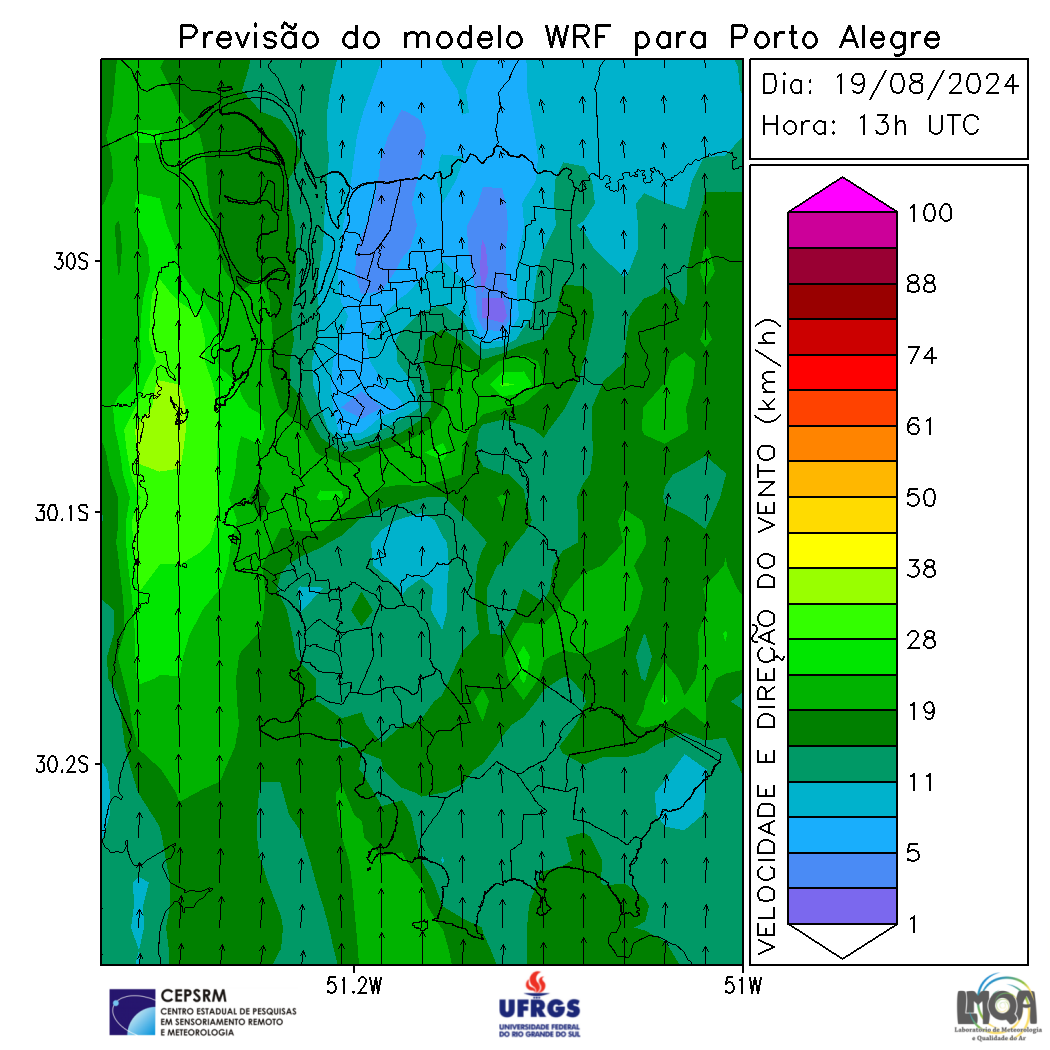 Previsão do modelo WRF para Porto Alegre
Dia: 19/08/2024
Hora: 13h UTC
30S
30.1S
30.2S
51.2W
51W
VELOCIDADE E DIREÇÃO DO VENTO (km/h)
100
88
74
61
50
38
28
19
11
5
1
CEPSRM
CENTRO ESTADUAL DE PESQUISAS
EM SENSORIAMENTO REMOTO
E METEOROLOGIA
UFRGS
UNIVERSIDADE FEDERAL
DO RIO GRANDE DO SUL
LMQA
Laboratório de Meteorologia
e Qualidade do Ar